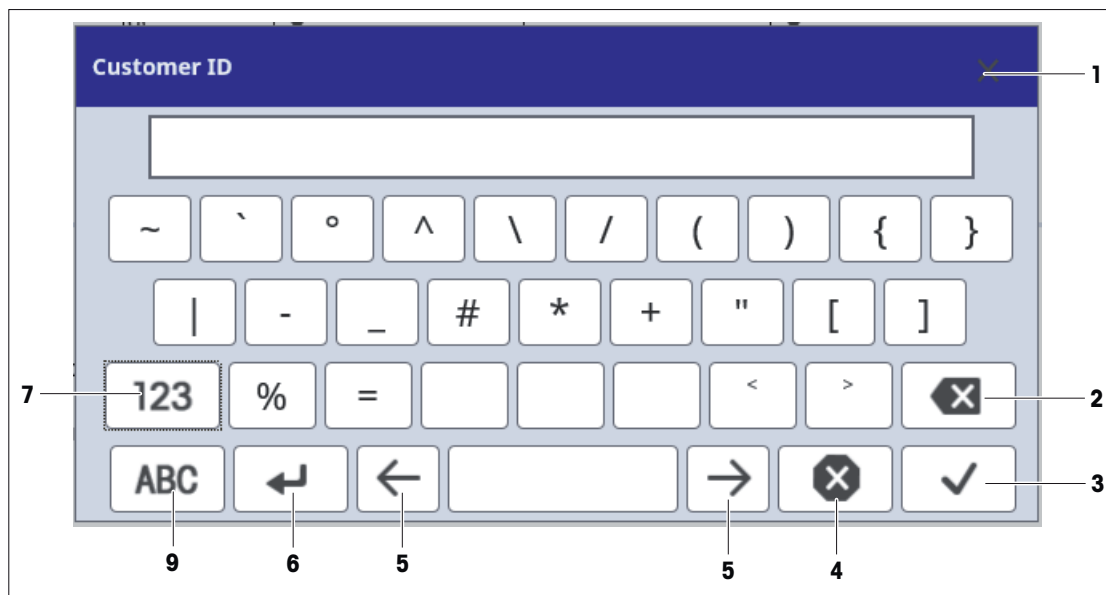 Customer ID
1
~ ` ° ^ \ / ( ) { }
| - _ # * + " [ ]
7 123 % = < > 2
ABC 3
9 6 5 5 4